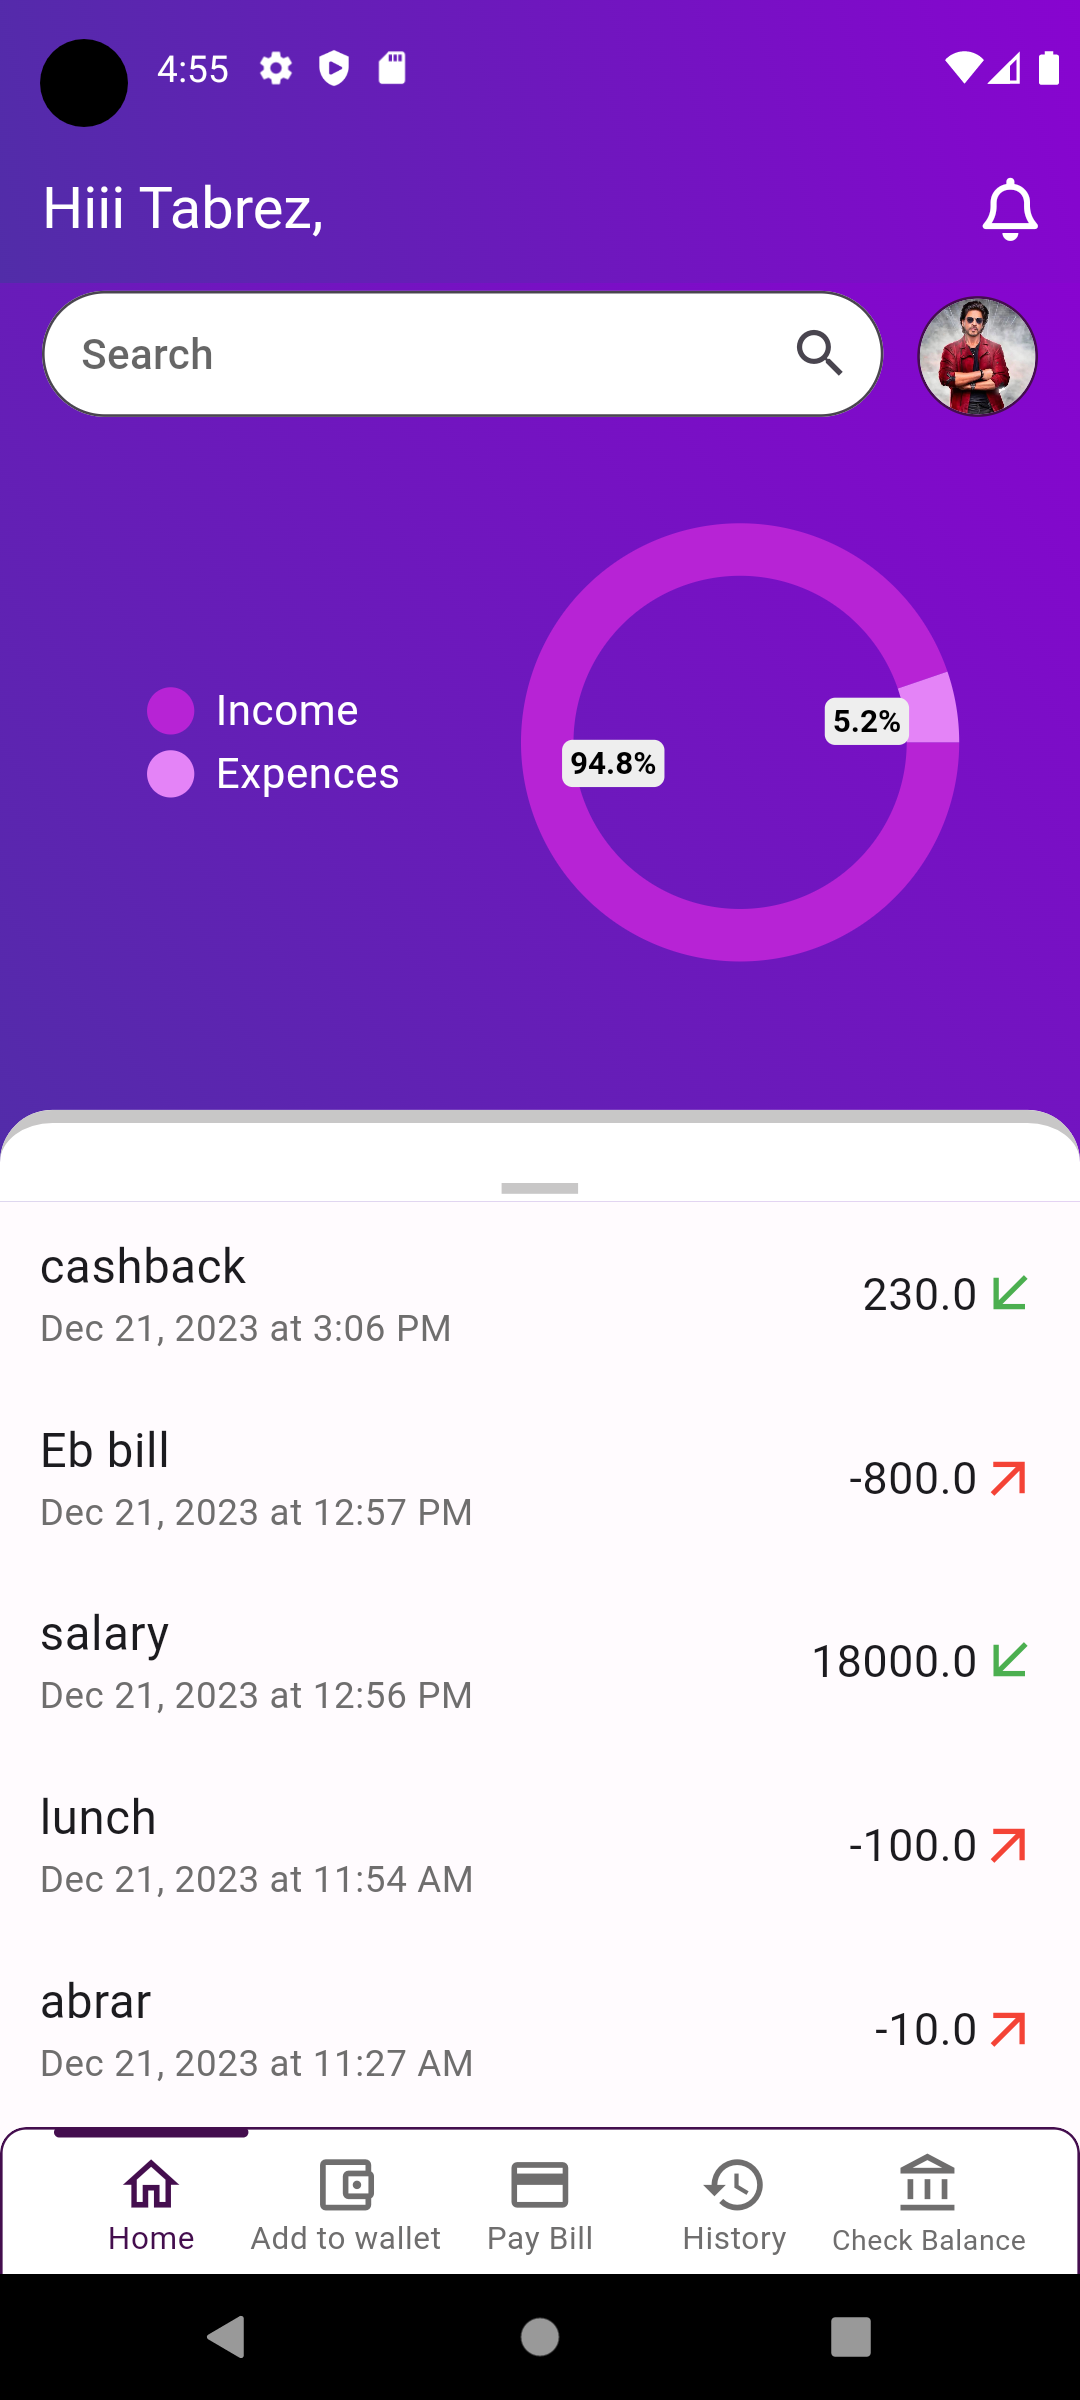 4:55
Hiii Tabrez,
Search
Income
Expences
5.2%
94.8%
cashback
230.0
Dec 21, 2023 at 3:06 PM
Eb bill
-800.0
Dec 21, 2023 at 12:57 PM
salary
18000.0
Dec 21, 2023 at 12:56 PM
lunch
-100.0
Dec 21, 2023 at 11:54 AM
abrar
-10.0
Dec 21, 2023 at 11:27 AM
Home
Add to wallet
Pay Bill
History
Check Balance